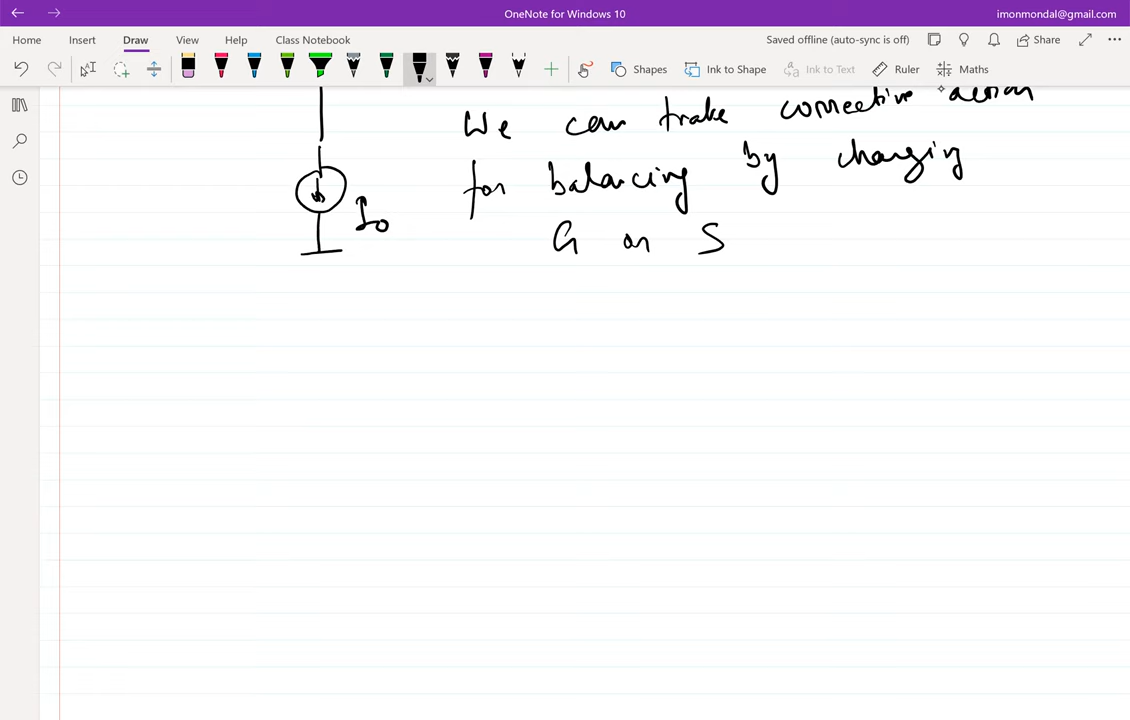 OneNote for Windows 10
imonmondal@gmail.com
Home Insert Draw View Help Class Notebook
Saved offline (auto-sync is off) Share
Shapes Ink to Shape Ink to Text Ruler Maths
We can take corrective action
for balancing by changing
I0
G or S